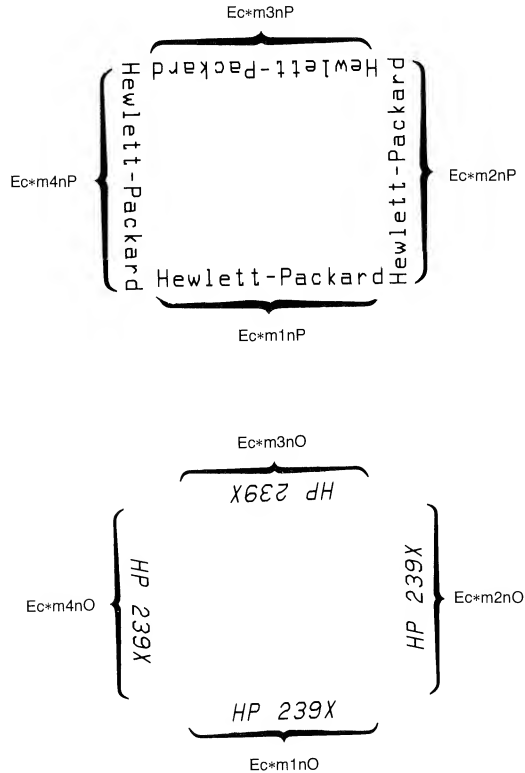 Ec*m3nP
Hewlett-Packard
Hewlett-Packard
Ec*m4nP
Hewlett-Packard
Ec*m2nP
Hewlett-Packard
Ec*m1nP
Ec*m3nO
HP 239X
HP 239X
Ec*m4nO
HP 239X
Ec*m2nO
HP 239X
Ec*m1nO